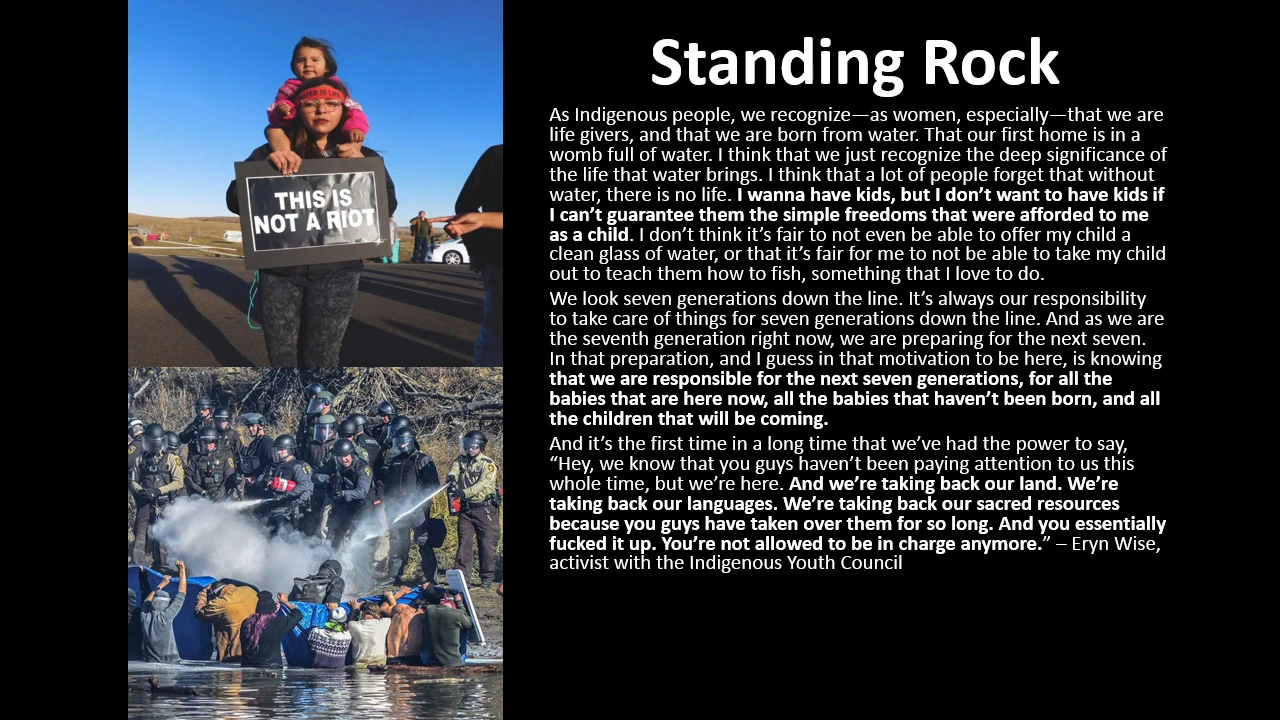 Standing Rock
WATER IS LIFE
THIS IS
NOT A RIOT
As Indigenous people, we recognize—as women, especially—that we are
life givers, and that we are born from water. That our first home is in a
womb full of water. I think that we just recognize the deep significance of
the life that water brings. I think that a lot of people forget that without
water, there is no life. I wanna have kids, but I don’t want to have kids if
I can’t guarantee them the simple freedoms that were afforded to me
as a child. I don’t think it’s fair to not even be able to offer my child a
clean glass of water, or that it’s fair for me to not be able to take my child
out to teach them how to fish, something that I love to do.
We look seven generations down the line. It’s always our responsibility
to take care of things for seven generations down the line. And as we are
the seventh generation right now, we are preparing for the next seven.
In that preparation, and I guess in that motivation to be here, is knowing
that we are responsible for the next seven generations, for all the
babies that are here now, all the babies that haven’t been born, and all
the children that will be coming.
And it’s the first time in a long time that we’ve had the power to say,
“Hey, we know that you guys haven’t been paying attention to us this
whole time, but we’re here. And we’re taking back our land. We’re
taking back our languages. We’re taking back our sacred resources
because you guys have taken over them for so long. And you essentially
fucked it up. You’re not allowed to be in charge anymore.” – Eryn Wise,
activist with the Indigenous Youth Council